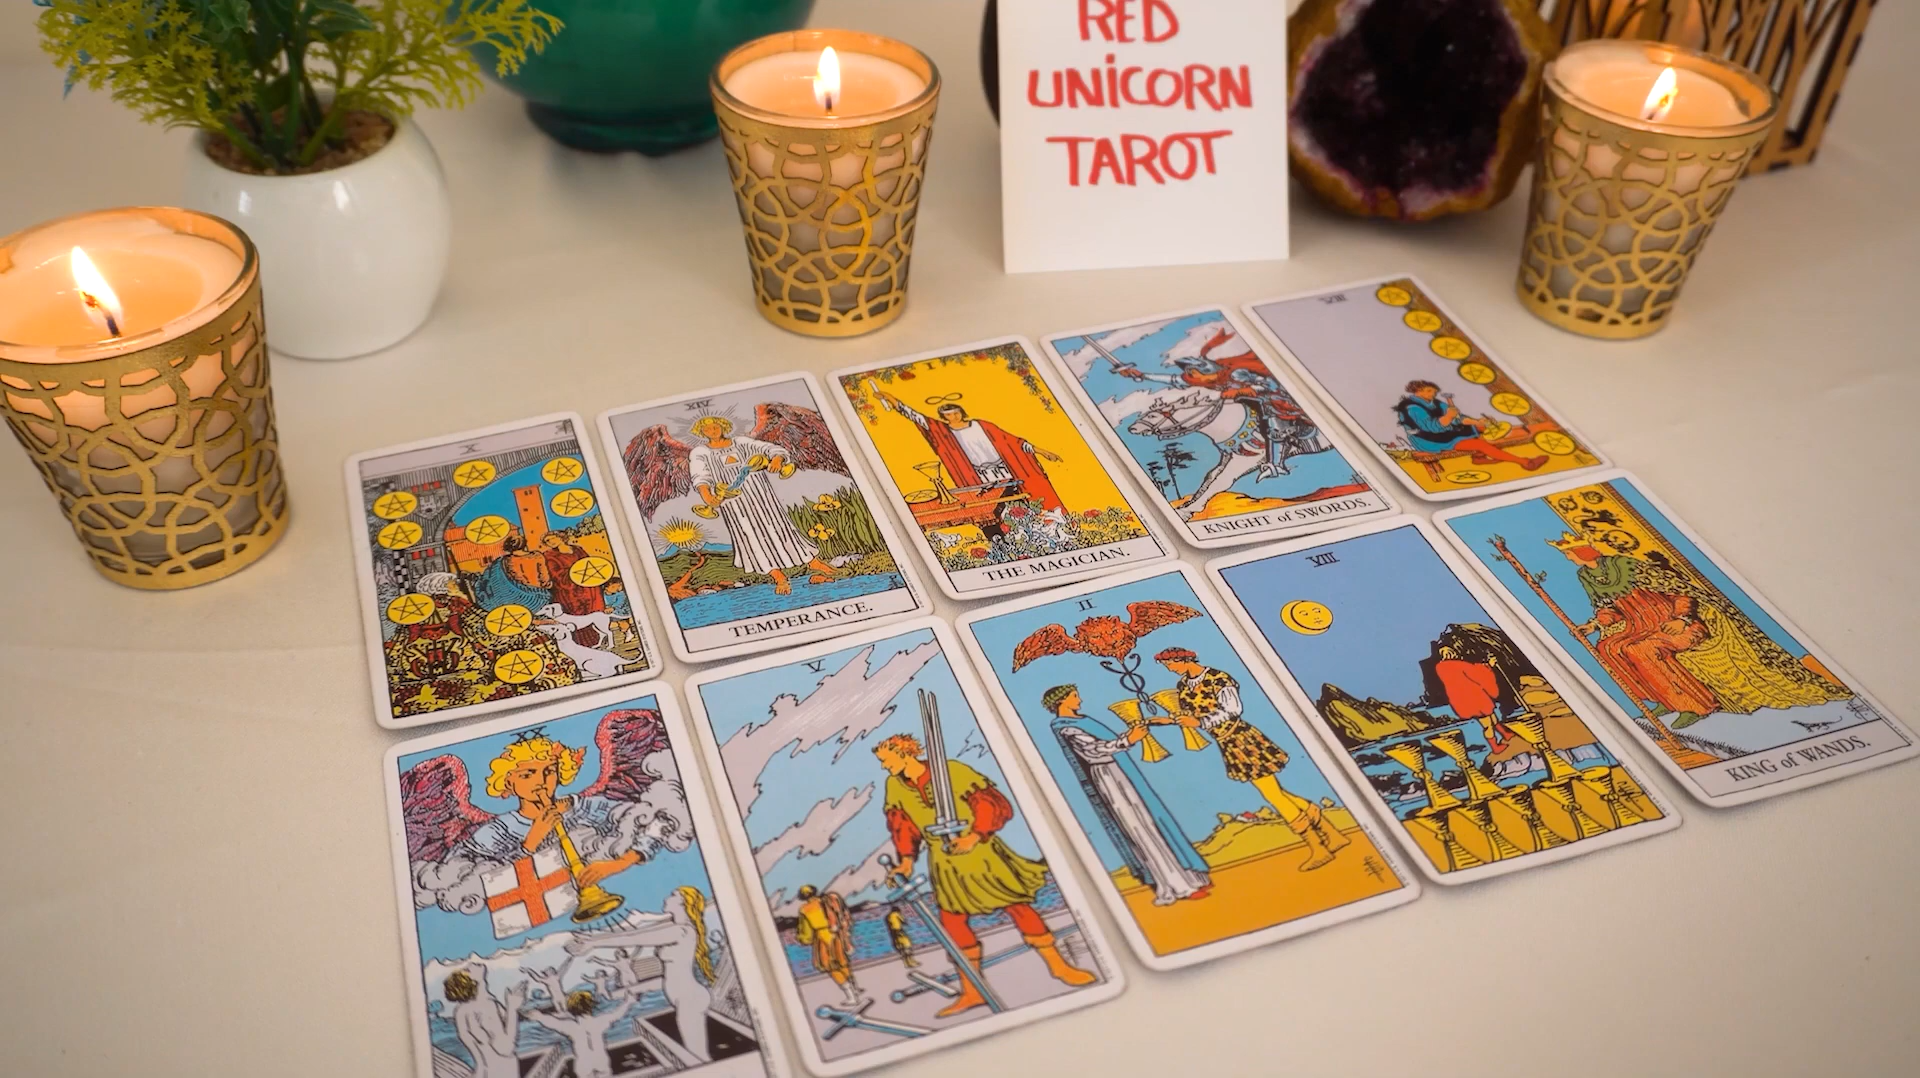 RED
UNICORN
TAROT
X
XIV
TEMPERANCE.
I
THE MAGICIAN.
KNIGHT of SWORDS.
VIII
XX
V
II
VIII
KING of WANDS.